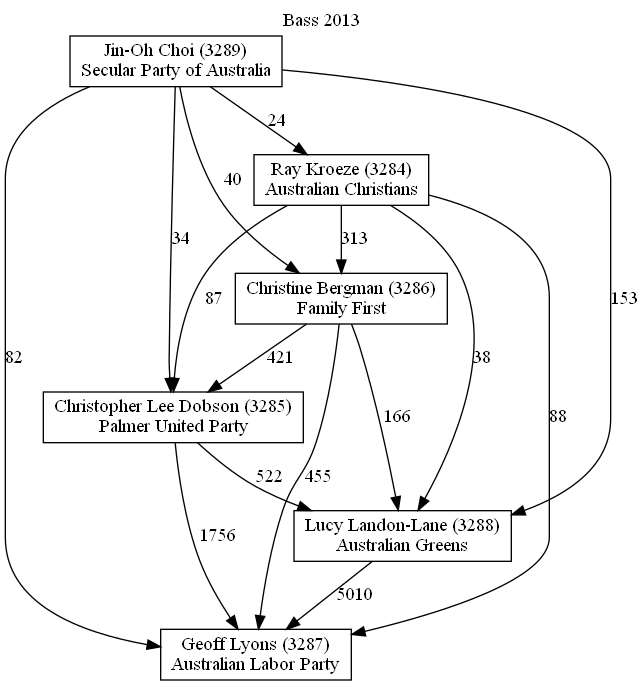 Bass 2013
Jin-Oh Choi (3289)
Secular Party of Australia
24
Ray Kroeze (3284)
Australian Christians
40
34
313
87
Christine Bergman (3286)
Family First
153
82
421
38
Christopher Lee Dobson (3285)
Palmer United Party
166
88
522
455
Lucy Landon-Lane (3288)
Australian Greens
1756
5010
Geoff Lyons (3287)
Australian Labor Party